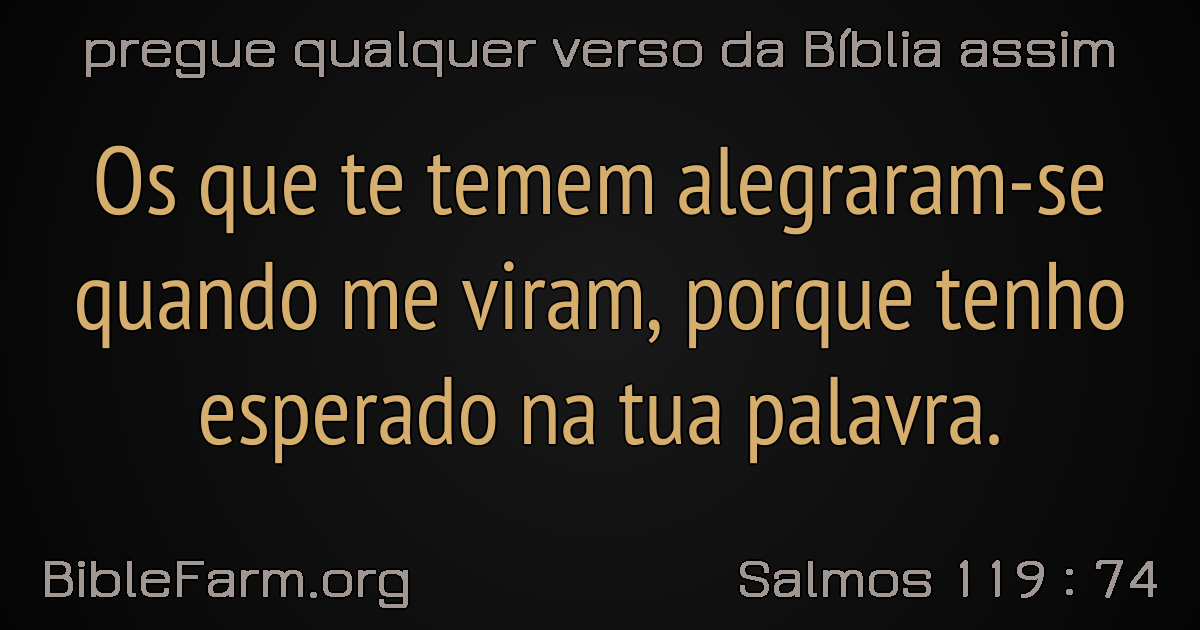 pregue qualquer verso da Bíblia assim
Os que te temem alegraram-se
quando me viram, porque tenho
esperado na tua palavra.
BibleFarm.org
Salmos 119 : 74